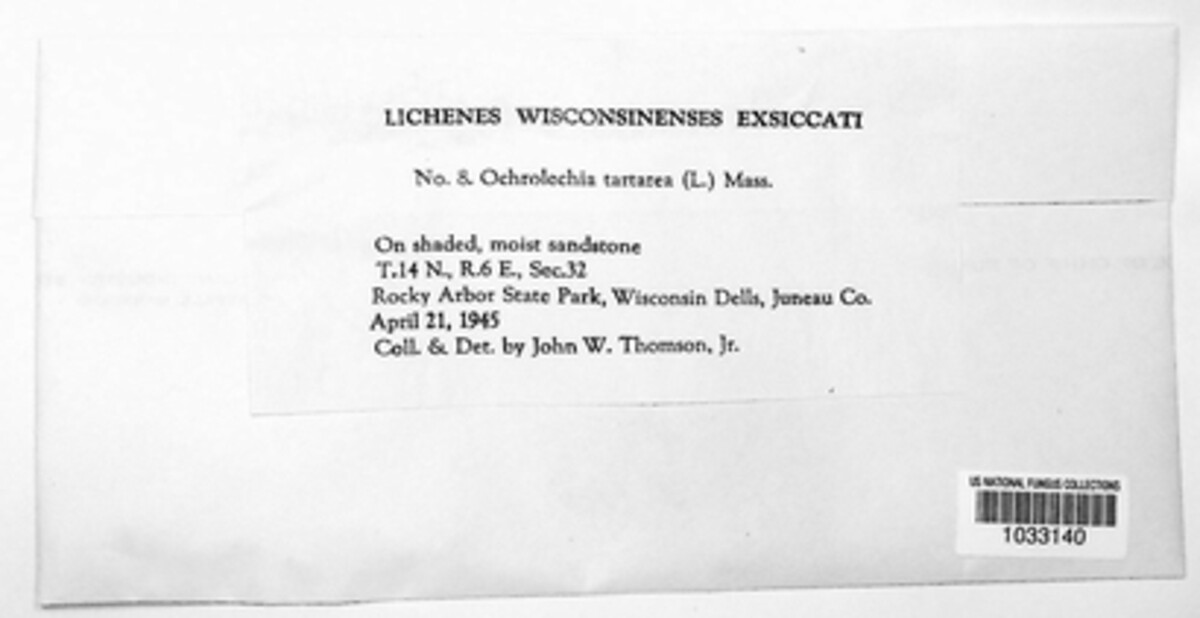 LICHENES WISCONSINENSES EXSICCATI
No. 8. Ochrolechia tartarea (L.) Mass.
On shaded, moist sandstone
T.14 N., R.6 E., Sec.32
Rocky Arbor State Park, Wisconsin Dells, Juneau Co.
April 21, 1945
Coll. & Det. by John W. Thomson, Jr.
US NATIONAL FUNGUS COLLECTIONS
1033140